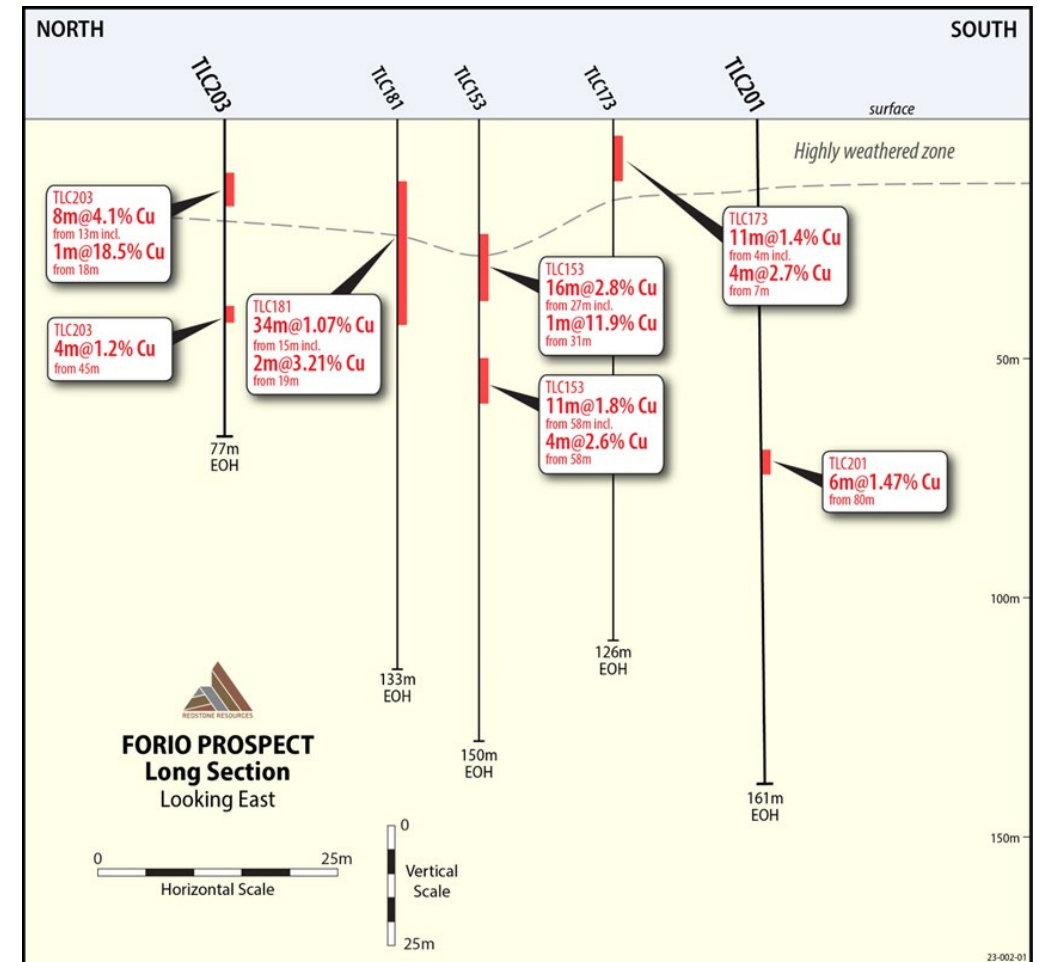 NORTH
SOUTH
TLC203
TLC181
TLC153
TLC173
TLC201
surface
Highly weathered zone
TLC203
8m@4.1% Cu
from 13m incl.
1m@18.5% Cu
from 18m
TLC203
4m@1.2% Cu
from 45m
TLC181
34m@1.07% Cu
from 15m incl.
2m@3.21% Cu
from 19m
TLC153
16m@2.8% Cu
from 27m incl.
1m@11.9% Cu
from 31m
TLC153
11m@1.8% Cu
from 58m incl.
4m@2.6% Cu
from 58m
TLC173
11m@1.4% Cu
from 4m incl.
4m@2.7% Cu
from 7m
TLC201
6m@1.47% Cu
from 80m
50m
100m
150m
77m
EOH
133m
EOH
150m
EOH
126m
EOH
161m
EOH
REDSTONE RESOURCES
FORIO PROSPECT
Long Section
Looking East
0
25m
Horizontal Scale
0
Vertical
Scale
25m
23-002-01